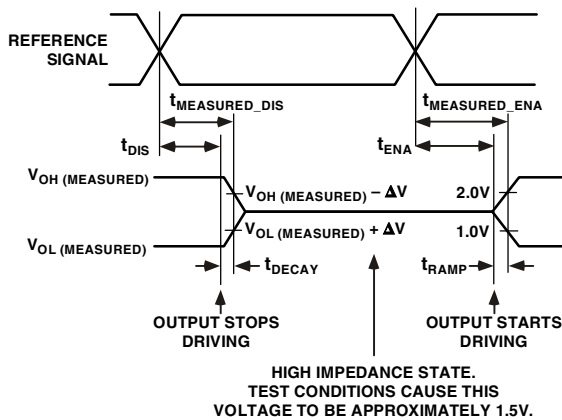 REFERENCE
SIGNAL
tMEASURED_DIS
tMEASURED_ENA
tDIS
tENA
VOH (MEASURED)
VOH (MEASURED) – ΔV
2.0V
VOL (MEASURED)
VOL (MEASURED) + ΔV
1.0V
tDECAY
tRAMP
OUTPUT STOPS
DRIVING
OUTPUT STARTS
DRIVING
HIGH IMPEDANCE STATE.
TEST CONDITIONS CAUSE THIS
VOLTAGE TO BE APPROXIMATELY 1.5V.